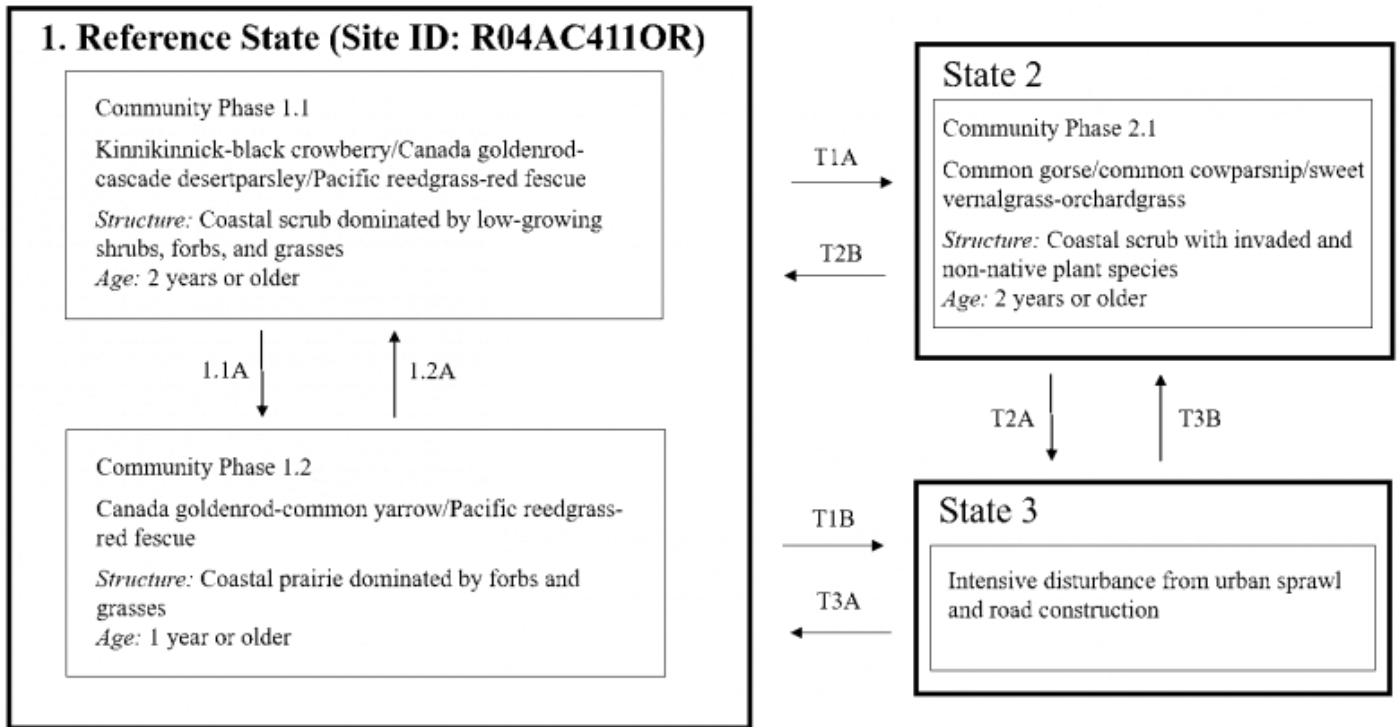 1. Reference State (Site ID: R04AC411OR)
Community Phase 1.1
Kinnikinnick-black crowberry/Canada goldenrod-
cascade desertparsley/Pacific reedgrass-red fescue
Structure: Coastal scrub dominated by low-growing
shrubs, forbs, and grasses
Age: 2 years or older
1.1A
1.2A
Community Phase 1.2
Canada goldenrod-common yarrow/Pacific reedgrass-
red fescue
Structure: Coastal prairie dominated by forbs and
grasses
Age: 1 year or older
T1A
T2B
T1B
T3A
State 2
Community Phase 2.1
Common gorse/common cowparsnip/sweet
vernalgrass-orchardgrass
Structure: Coastal scrub with invaded and
non-native plant species
Age: 2 years or older
T2A
T3B
State 3
Intensive disturbance from urban sprawl
and road construction